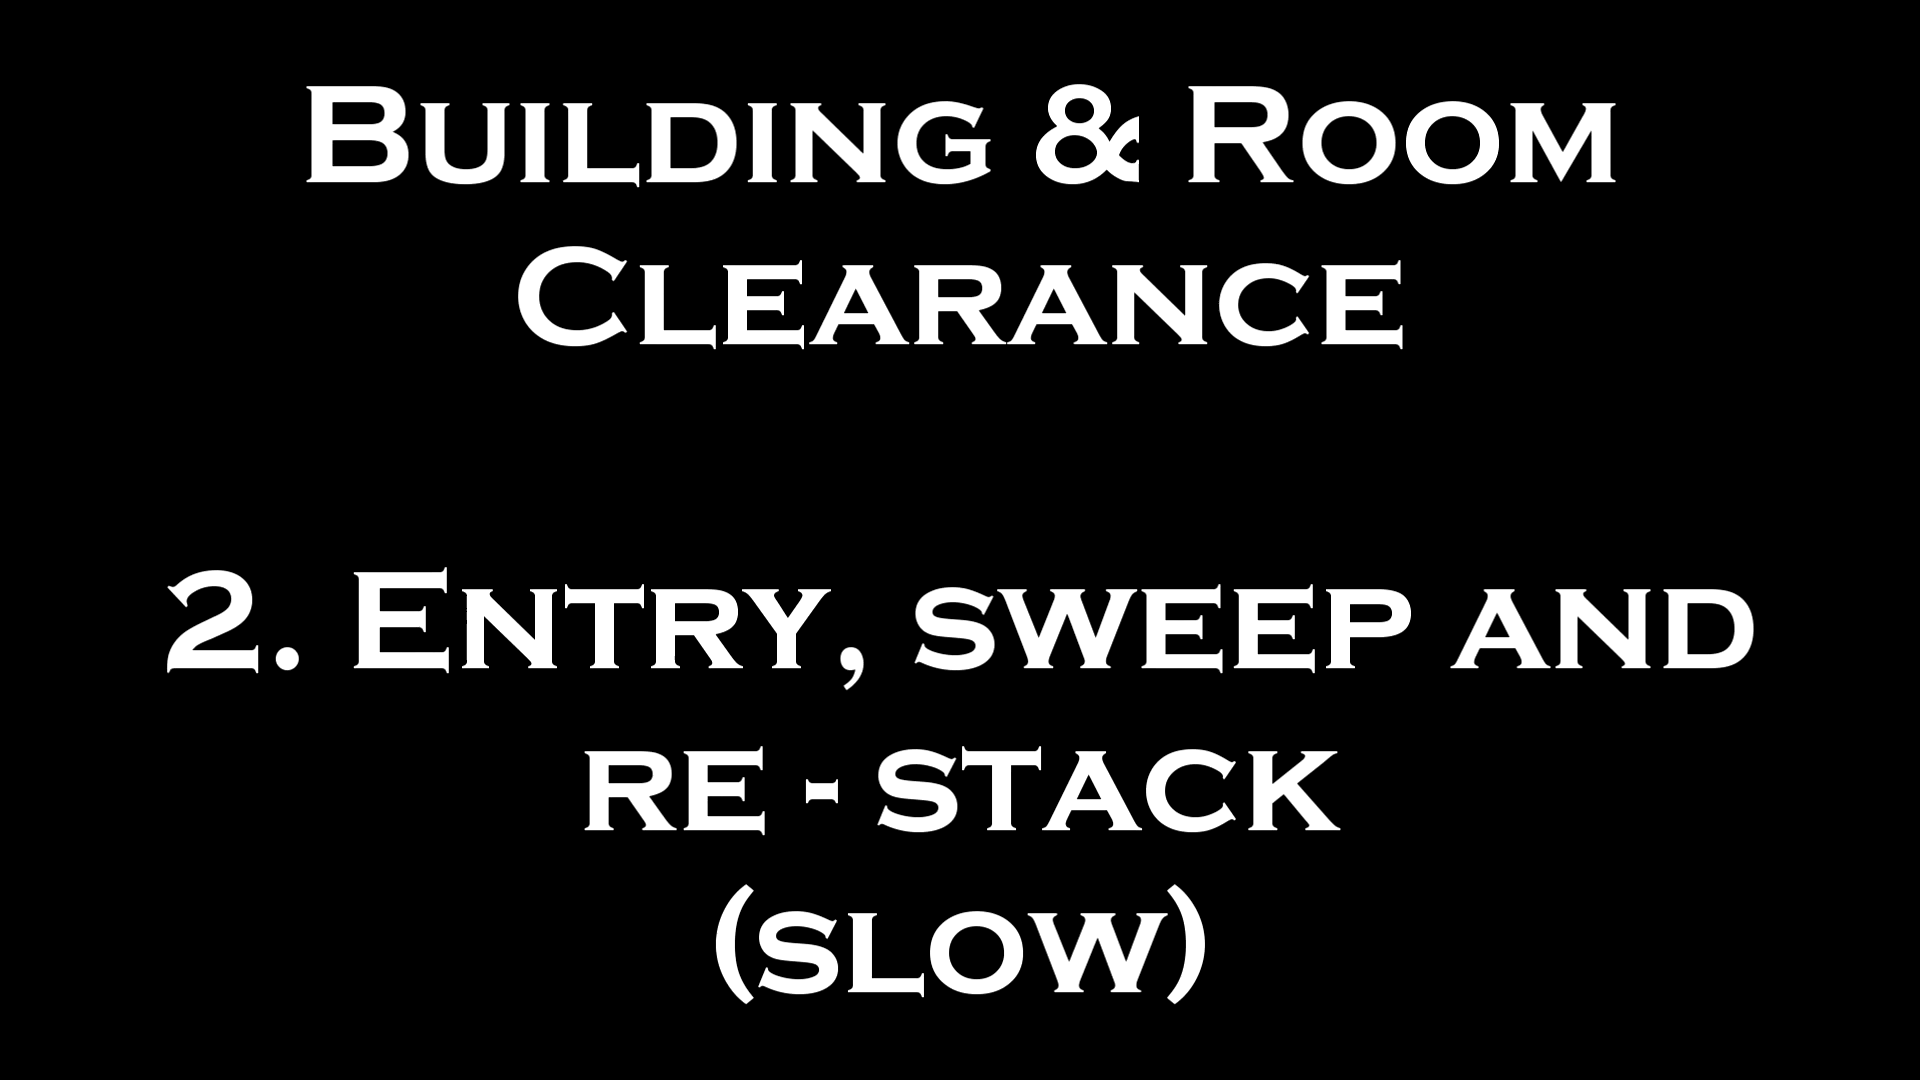 Building & Room
Clearance
2. Entry, sweep and
re - stack
(slow)